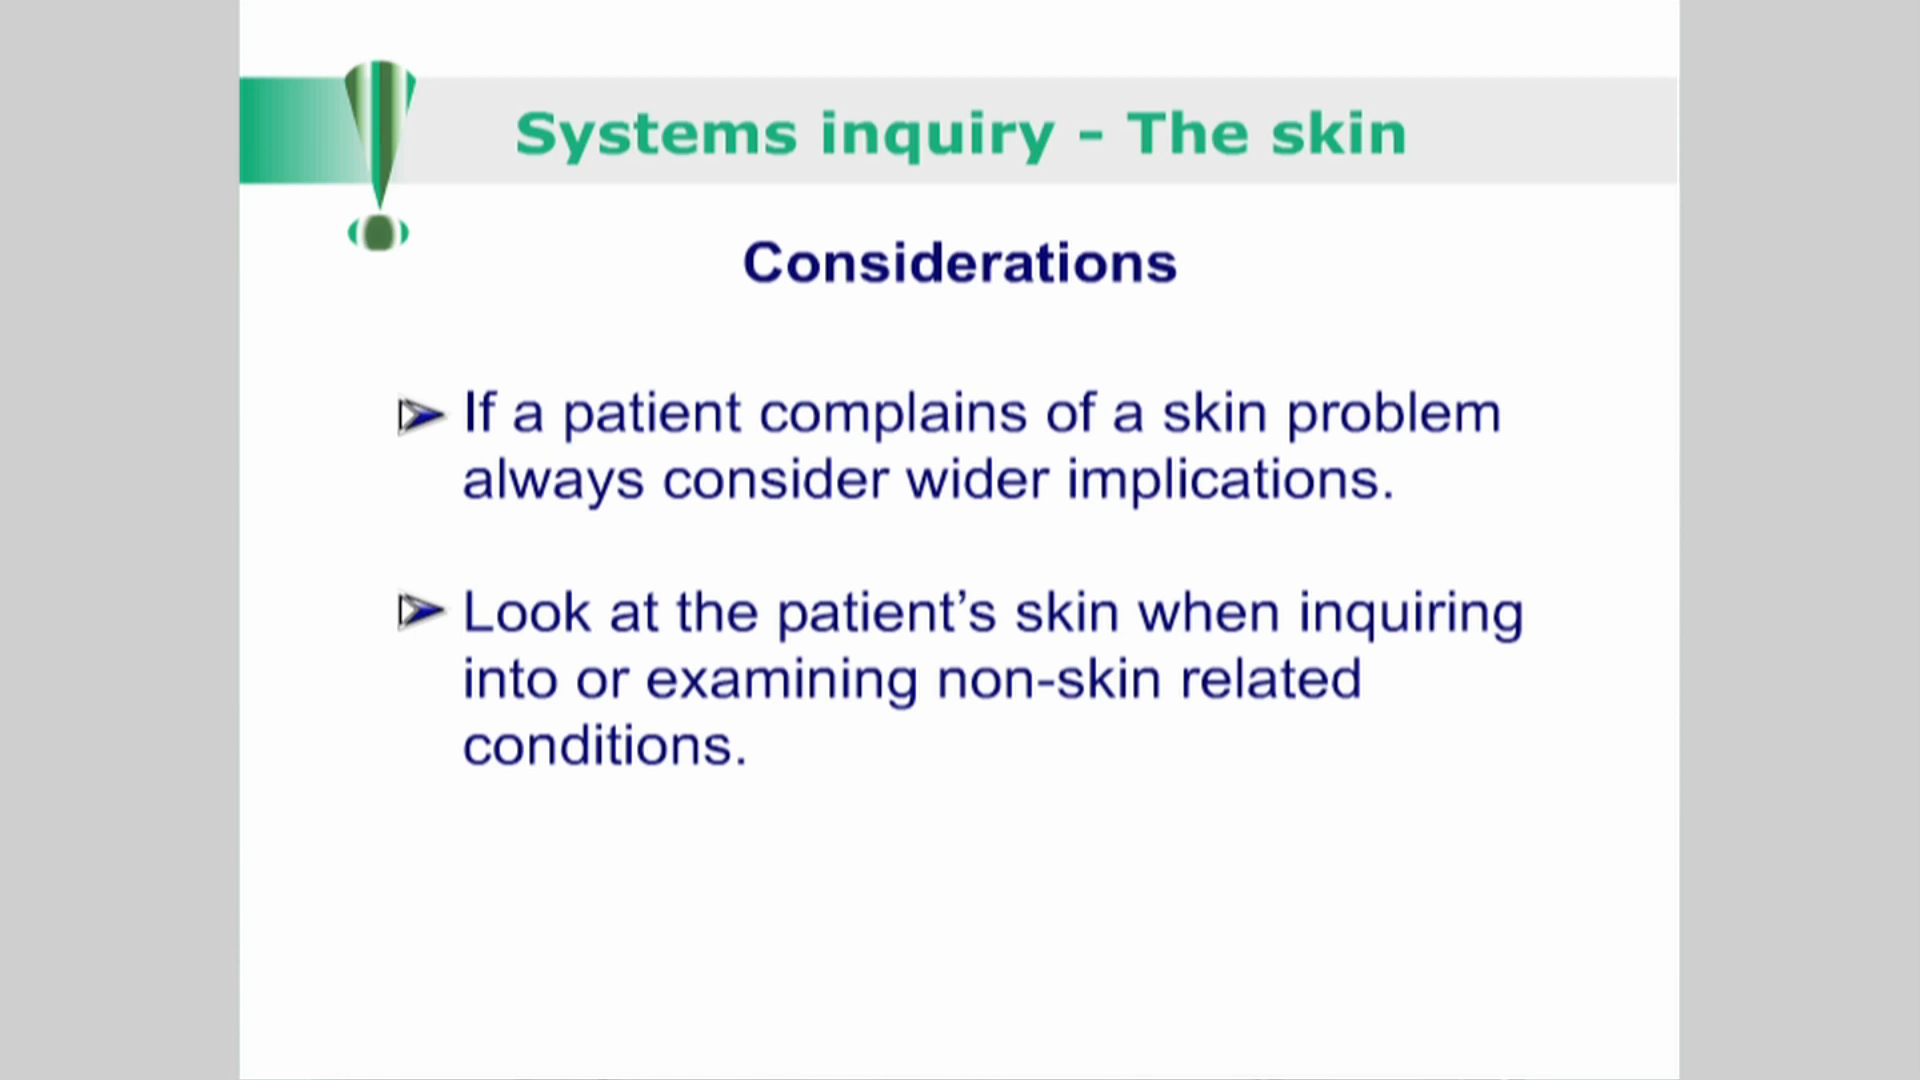 Systems inquiry - The skin
Considerations
If a patient complains of a skin problem
always consider wider implications.
Look at the patient’s skin when inquiring
into or examining non-skin related
conditions.